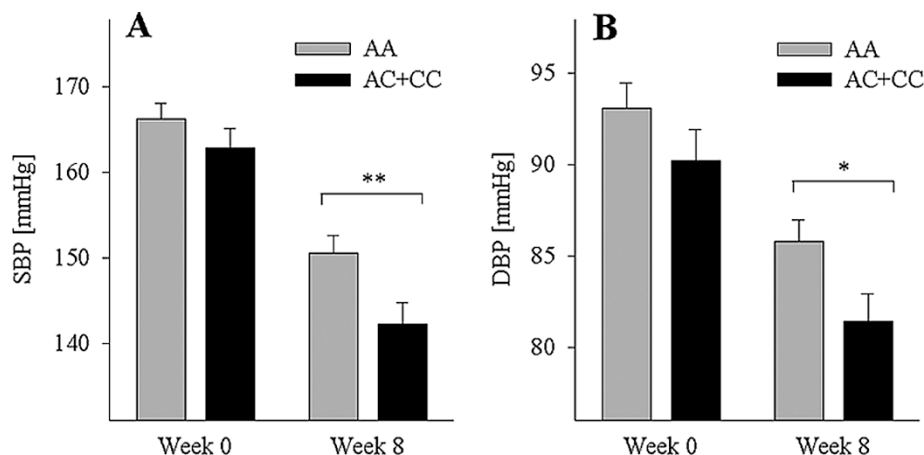 A
AA
AC+CC
170
160
150
140
SBP [mmHg]
**
Week 0
Week 8
B
AA
AC+CC
95
90
85
80
DBP [mmHg]
*
Week 0
Week 8